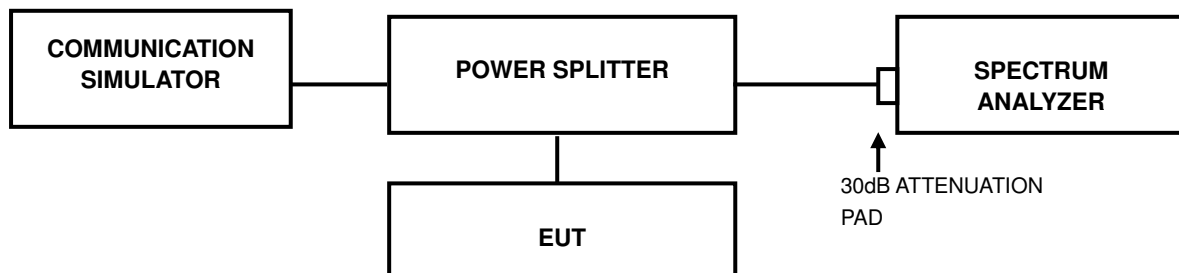 COMMUNICATION
SIMULATOR
POWER SPLITTER
SPECTRUM
ANALYZER
30dB ATTENUATION
PAD
EUT